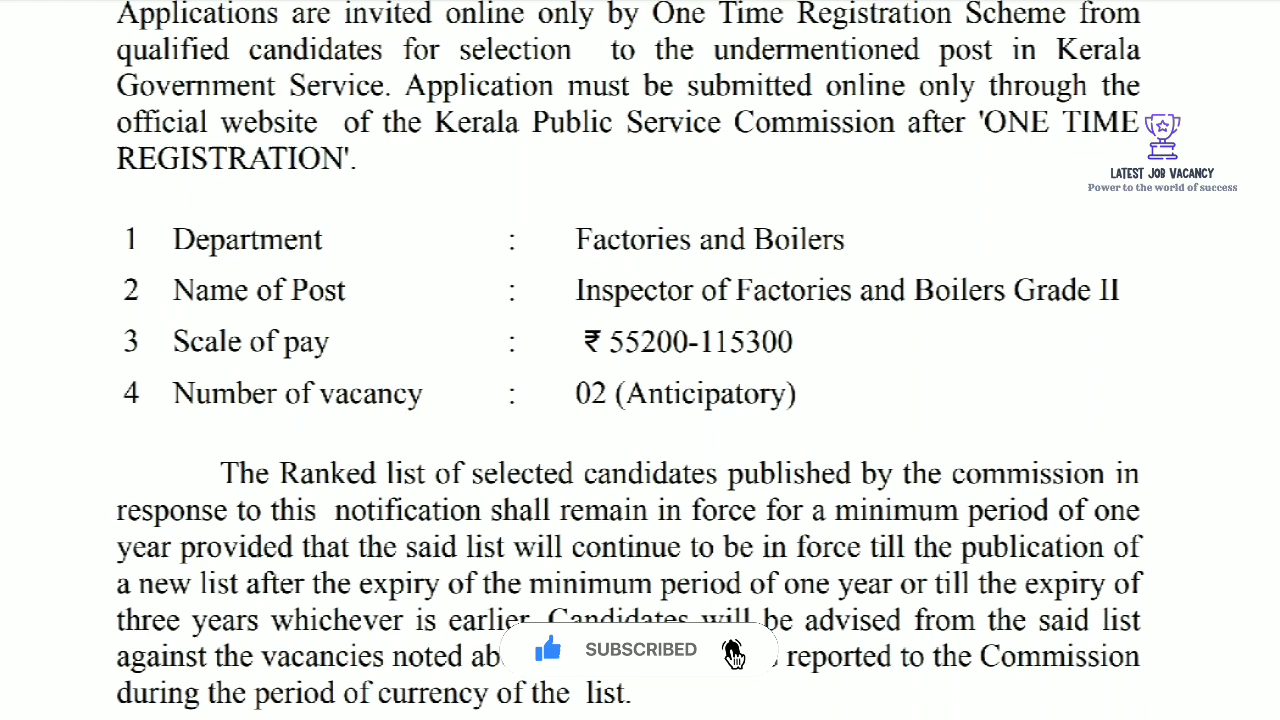 Applications are invited online only by One Time Registration Scheme from
qualified candidates for selection to the undermentioned post in Kerala
Government Service. Application must be submitted online only through the
official website of the Kerala Public Service Commission after 'ONE TIME
REGISTRATION'.
LATEST JOB VACANCY
Power to the world of success
1 Department : Factories and Boilers
2 Name of Post : Inspector of Factories and Boilers Grade II
3 Scale of pay : ₹ 55200-115300
4 Number of vacancy : 02 (Anticipatory)
The Ranked list of selected candidates published by the commission in
response to this notification shall remain in force for a minimum period of one
year provided that the said list will continue to be in force till the publication of
a new list after the expiry of the minimum period of one year or till the expiry of
three years whichever is earlier. Candidates will be advised from the said list
against the vacancies noted reported to the Commission
SUBSCRIBED
during the period of currency of the list.